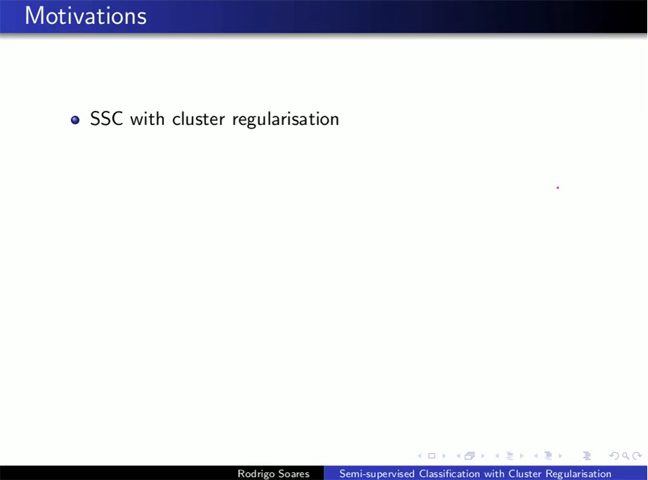 Motivations
SSC with cluster regularisation
Rodrigo Soares
Semi-supervised Classification with Cluster Regularisation